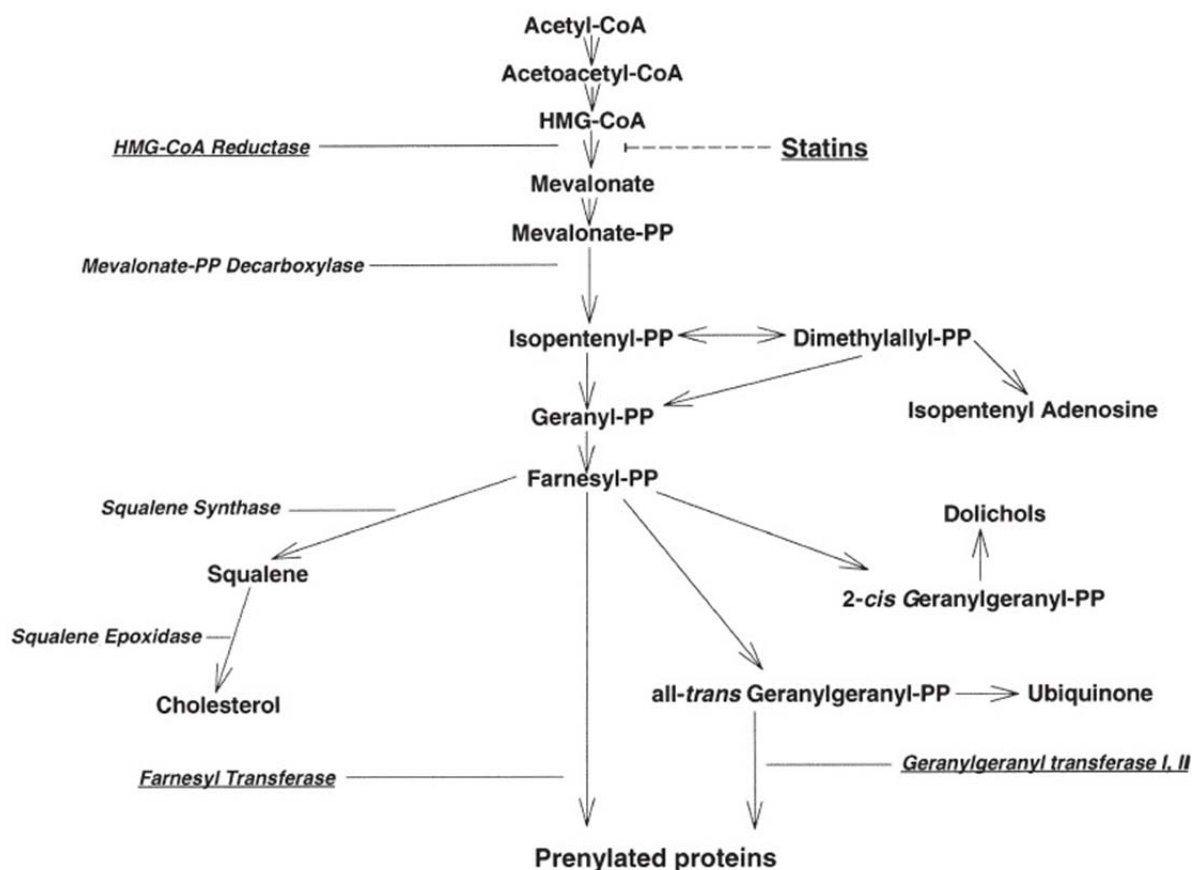 Acetyl-CoA
Acetoacetyl-CoA
HMG-CoA
HMG-CoA Reductase
Statins
Mevalonate
Mevalonate-PP
Mevalonate-PP Decarboxylase
Isopentenyl-PP
Dimethylallyl-PP
Geranyl-PP
Isopentenyl Adenosine
Farnesyl-PP
Squalene Synthase
Dolichols
Squalene
2-cis Geranylgeranyl-PP
Squalene Epoxidase
Cholesterol
all-trans Geranylgeranyl-PP
Ubiquinone
Farnesyl Transferase
Geranylgeranyl transferase I, II
Prenylated proteins